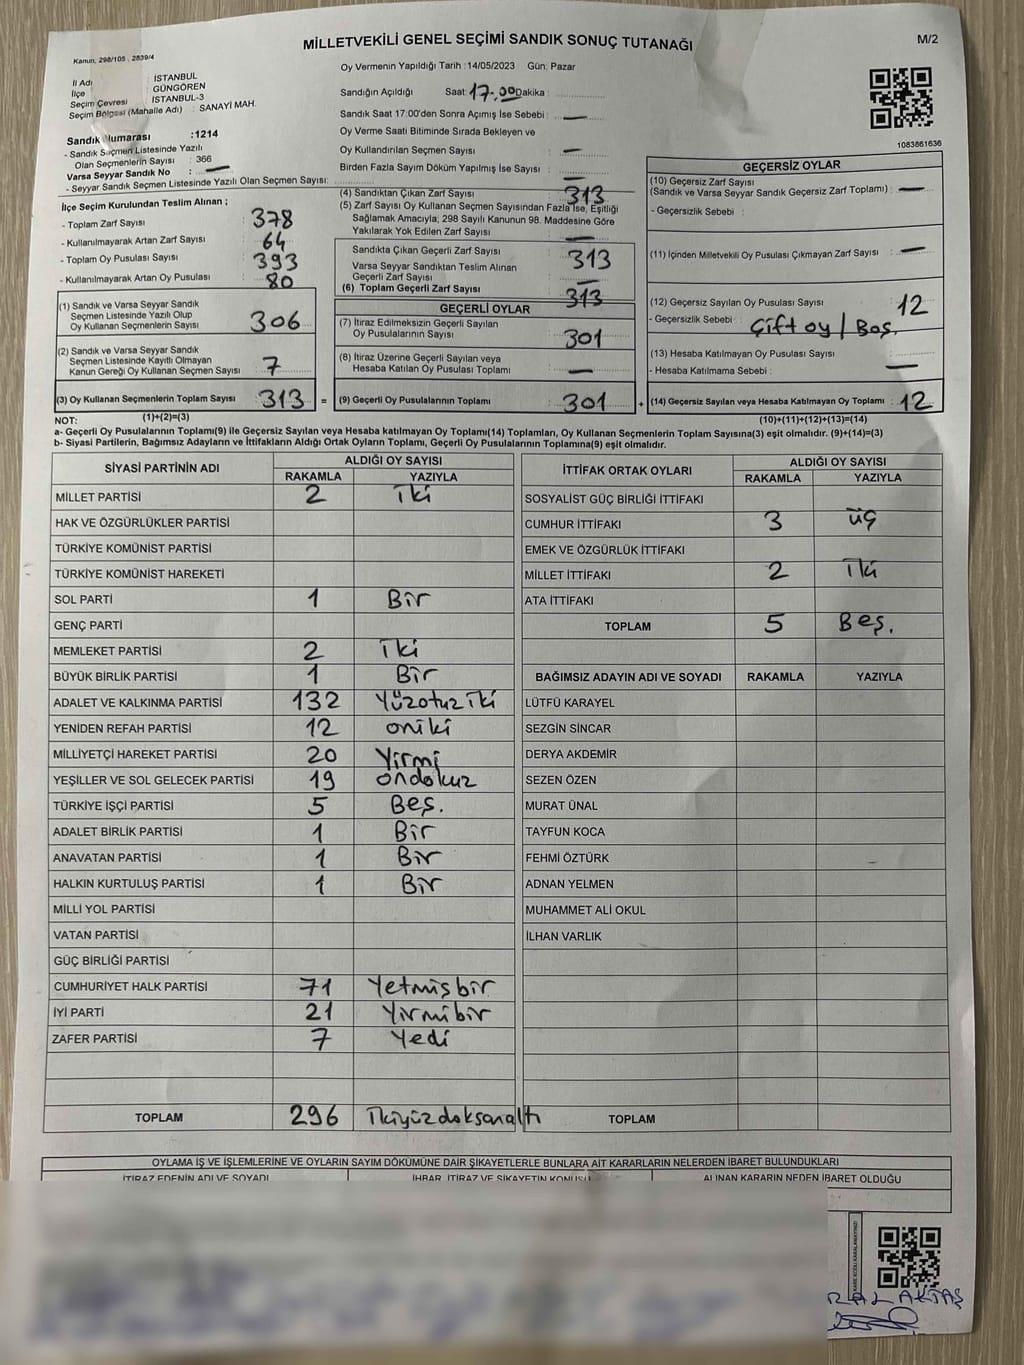 MİLLETVEKİLİ GENEL SEÇİMİ SANDIK SONUÇ TUTANAĞI
M/2
Kanun, 298/105 , 2839/4
Oy Vermenin Yapıldığı Tarih : 14/05/2023 Gün: Pazar
İl Adı : İSTANBUL
İlçe : GÜNGÖREN
Seçim Çevresi : İSTANBUL-3
Seçim Bölgesi (Mahalle Adı) : SANAYİ MAH.
Sandık Numarası :1214
- Sandık Seçmen Listesinde Yazılı
Olan Seçmenlerin Sayısı : 366
Varsa Seyyar Sandık No : —
- Seyyar Sandık Seçmen Listesinde Yazılı Olan Seçmen Sayısı:
İlçe Seçim Kurulundan Teslim Alınan ;
- Toplam Zarf Sayısı 378
- Kullanılmayarak Artan Zarf Sayısı 64
- Toplam Oy Pusulası Sayısı 393
- Kullanılmayarak Artan Oy Pusulası 80
(1) Sandık ve Varsa Seyyar Sandık
Seçmen Listesinde Yazılı Olup
Oy Kullanan Seçmenlerin Sayısı 306
(2) Sandık ve Varsa Seyyar Sandık
Seçmen Listesinde Kayıtlı Olmayan
Kanun Gereği Oy Kullanan Seçmen Sayısı 7
(3) Oy Kullanan Seçmenlerin Toplam Sayısı 313 =
(1)+(2)=(3)
Sandığın Açıldığı Saat: 17.00 Dakika :
Sandık Saat 17:00'den Sonra Açılmış İse Sebebi : —
Oy Verme Saati Bitiminde Sırada Bekleyen ve
Oy Kullandırılan Seçmen Sayısı : —
Birden Fazla Sayım Döküm Yapılmış İse Sayısı : —
(4) Sandıktan Çıkan Zarf Sayısı 313
(5) Zarf Sayısı Oy Kullanan Seçmen Sayısından Fazla İse, Eşitliği
Sağlamak Amacıyla, 298 Sayılı Kanunun 98. Maddesine Göre
Yakılarak Yok Edilen Zarf Sayısı —
Sandıkta Çıkan Geçerli Zarf Sayısı 313
Varsa Seyyar Sandıktan Teslim Alınan
Geçerli Zarf Sayısı —
(6) Toplam Geçerli Zarf Sayısı 313
GEÇERLİ OYLAR
(7) İtiraz Edilmeksizin Geçerli Sayılan
Oy Pusulalarının Sayısı 301
(8) İtiraz Üzerine Geçerli Sayılan veya
Hesaba Katılan Oy Pusulası Toplamı —
(9) Geçerli Oy Pusulalarının Toplamı 301 +
1083861636
GEÇERSİZ OYLAR
(10) Geçersiz Zarf Sayısı
(Sandık ve Varsa Seyyar Sandık Geçersiz Zarf Toplamı) : —
- Geçersizlik Sebebi :
(11) İçinden Milletvekili Oy Pusulası Çıkmayan Zarf Sayısı : —
(12) Geçersiz Sayılan Oy Pusulası Sayısı 12
- Geçersizlik Sebebi : Çift oy / Boş.
(13) Hesaba Katılmayan Oy Pusulası Sayısı
- Hesaba Katılmama Sebebi : —
(14) Geçersiz Sayılan veya Hesaba Katılmayan Oy Toplamı : 12
(10)+(11)+(12)+(13)=(14)
NOT:
a- Geçerli Oy Pusulalarının Toplamı(9) ile Geçersiz Sayılan veya Hesaba katılmayan Oy Toplamı(14) Toplamları, Oy Kullanan Seçmenlerin Toplam Sayısına(3) eşit olmalıdır. (9)+(14)=(3)
b- Siyasi Partilerin, Bağımsız Adayların ve İttifakların Aldığı Ortak Oyların Toplamı, Geçerli Oy Pusulalarının Toplamına(9) eşit olmalıdır.
SİYASİ PARTİNİN ADI ALDIĞI OY SAYISI
RAKAMLA YAZIYLA
MİLLET PARTİSİ 2 iki
HAK VE ÖZGÜRLÜKLER PARTİSİ
TÜRKİYE KOMÜNİST PARTİSİ
TÜRKİYE KOMÜNİST HAREKETİ
SOL PARTİ 1 Bir
GENÇ PARTİ
MEMLEKET PARTİSİ 2 iki
BÜYÜK BİRLİK PARTİSİ 1 Bir
ADALET VE KALKINMA PARTİSİ 132 Yüzotuziki
YENİDEN REFAH PARTİSİ 12 oniki
MİLLİYETÇİ HAREKET PARTİSİ 20 Yirmi
YEŞİLLER VE SOL GELECEK PARTİSİ 19 ondokuz
TÜRKİYE İŞÇİ PARTİSİ 5 Beş.
ADALET BİRLİK PARTİSİ 1 Bir
ANAVATAN PARTİSİ 1 Bir
HALKIN KURTULUŞ PARTİSİ 1 Bir
MİLLİ YOL PARTİSİ
VATAN PARTİSİ
GÜÇ BİRLİĞİ PARTİSİ
CUMHURİYET HALK PARTİSİ 71 Yetmişbir
İYİ PARTİ 21 Yirmibir
ZAFER PARTİSİ 7 Yedi
TOPLAM 296 ikiyüzdoksanaltı
İTTİFAK ORTAK OYLARI ALDIĞI OY SAYISI
RAKAMLA YAZIYLA
SOSYALİST GÜÇ BİRLİĞİ İTTİFAKI
CUMHUR İTTİFAKI 3 üç
EMEK VE ÖZGÜRLÜK İTTİFAKI
MİLLET İTTİFAKI 2 iki
ATA İTTİFAKI
TOPLAM 5 Beş.
BAĞIMSIZ ADAYIN ADI VE SOYADI RAKAMLA YAZIYLA
LÜTFÜ KARAYEL
SEZGİN SİNCAR
DERYA AKDEMİR
SEZEN ÖZEN
MURAT ÜNAL
TAYFUN KOCA
FEHMİ ÖZTÜRK
ADNAN YELMEN
MUHAMMET ALİ OKUL
İLHAN VARLIK
TOPLAM
OYLAMA İŞ VE İŞLEMLERİNE VE OYLARIN SAYIM DÖKÜMÜNE DAİR ŞİKAYETLERLE BUNLARA AİT KARARLARIN NELERDEN İBARET BULUNDUKLARI
İTİRAZ EDENİN ADI VE SOYADI İHBAR, İTİRAZ VE ŞİKAYETİN KONUSU ALINAN KARARIN NEDEN İBARET OLDUĞU
AKTAŞ